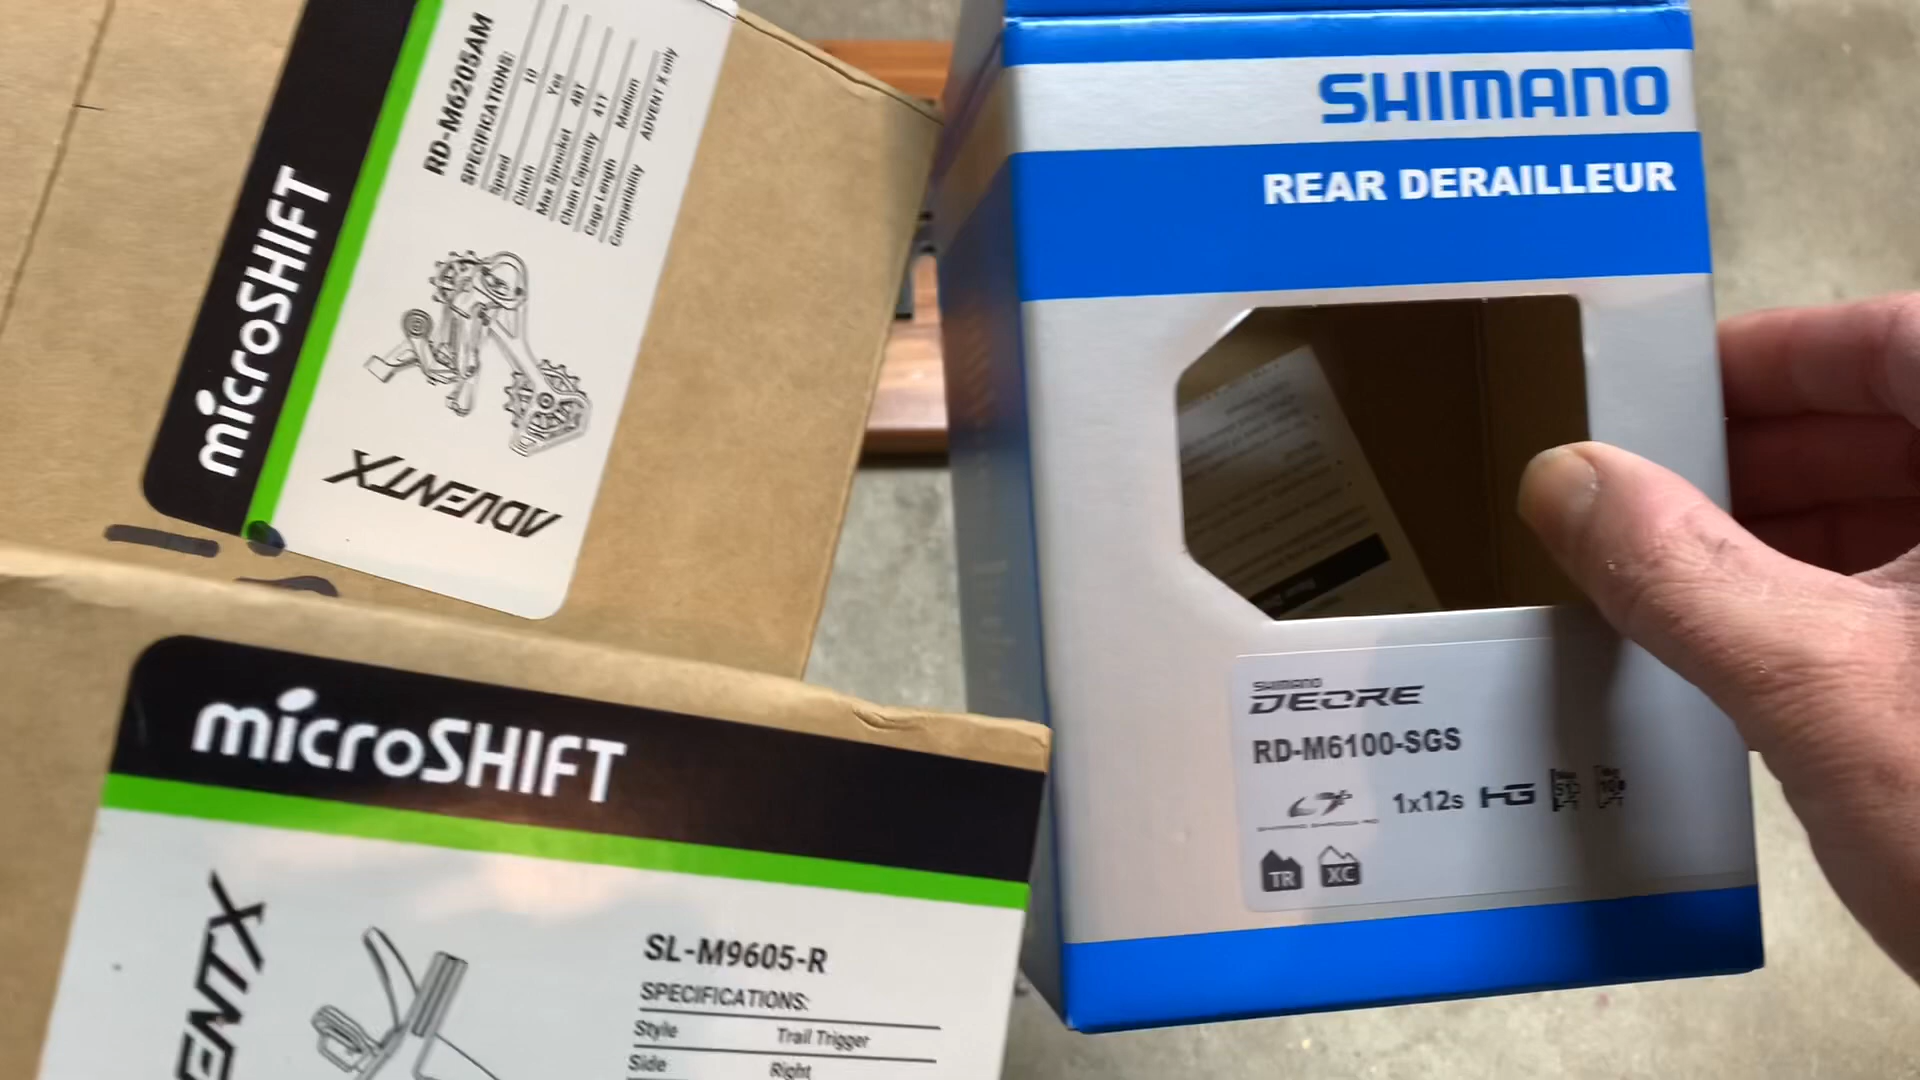 microSHIFT
RD-M6205AM
SPECIFICATIONS:
Speed 10
Clutch Yes
Max Sprocket 48T
Chain Capacity 41T
Cage Length Medium
Compatibility ADVENT X only
ADVENTX
microSHIFT
ENTX
SL-M9605-R
SPECIFICATIONS:
Style Trail Trigger
Side Right
SHIMANO
REAR DERAILLEUR
SHIMANO
DEORE
RD-M6100-SGS
1x12s HG
TR XC